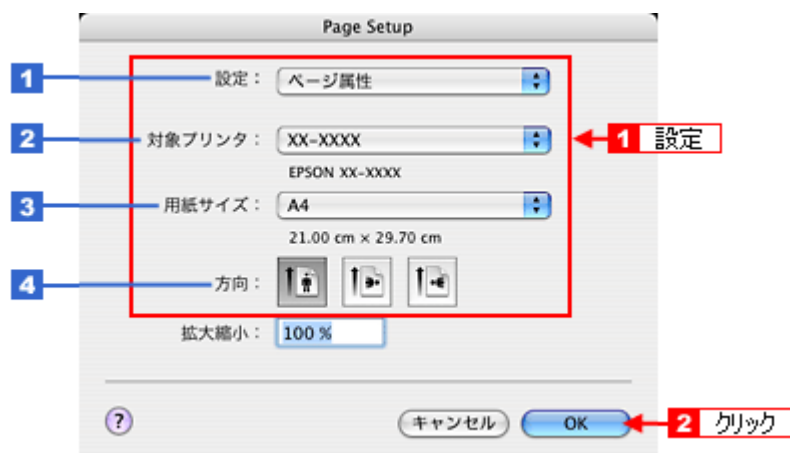 Page Setup
1 設定： ページ属性
2 対象プリンタ： XX-XXXX 1 設定
EPSON XX-XXXX
3 用紙サイズ： A4
21.00 cm × 29.70 cm
4 方向：
拡大縮小： 100 %
? キャンセル OK 2 クリック